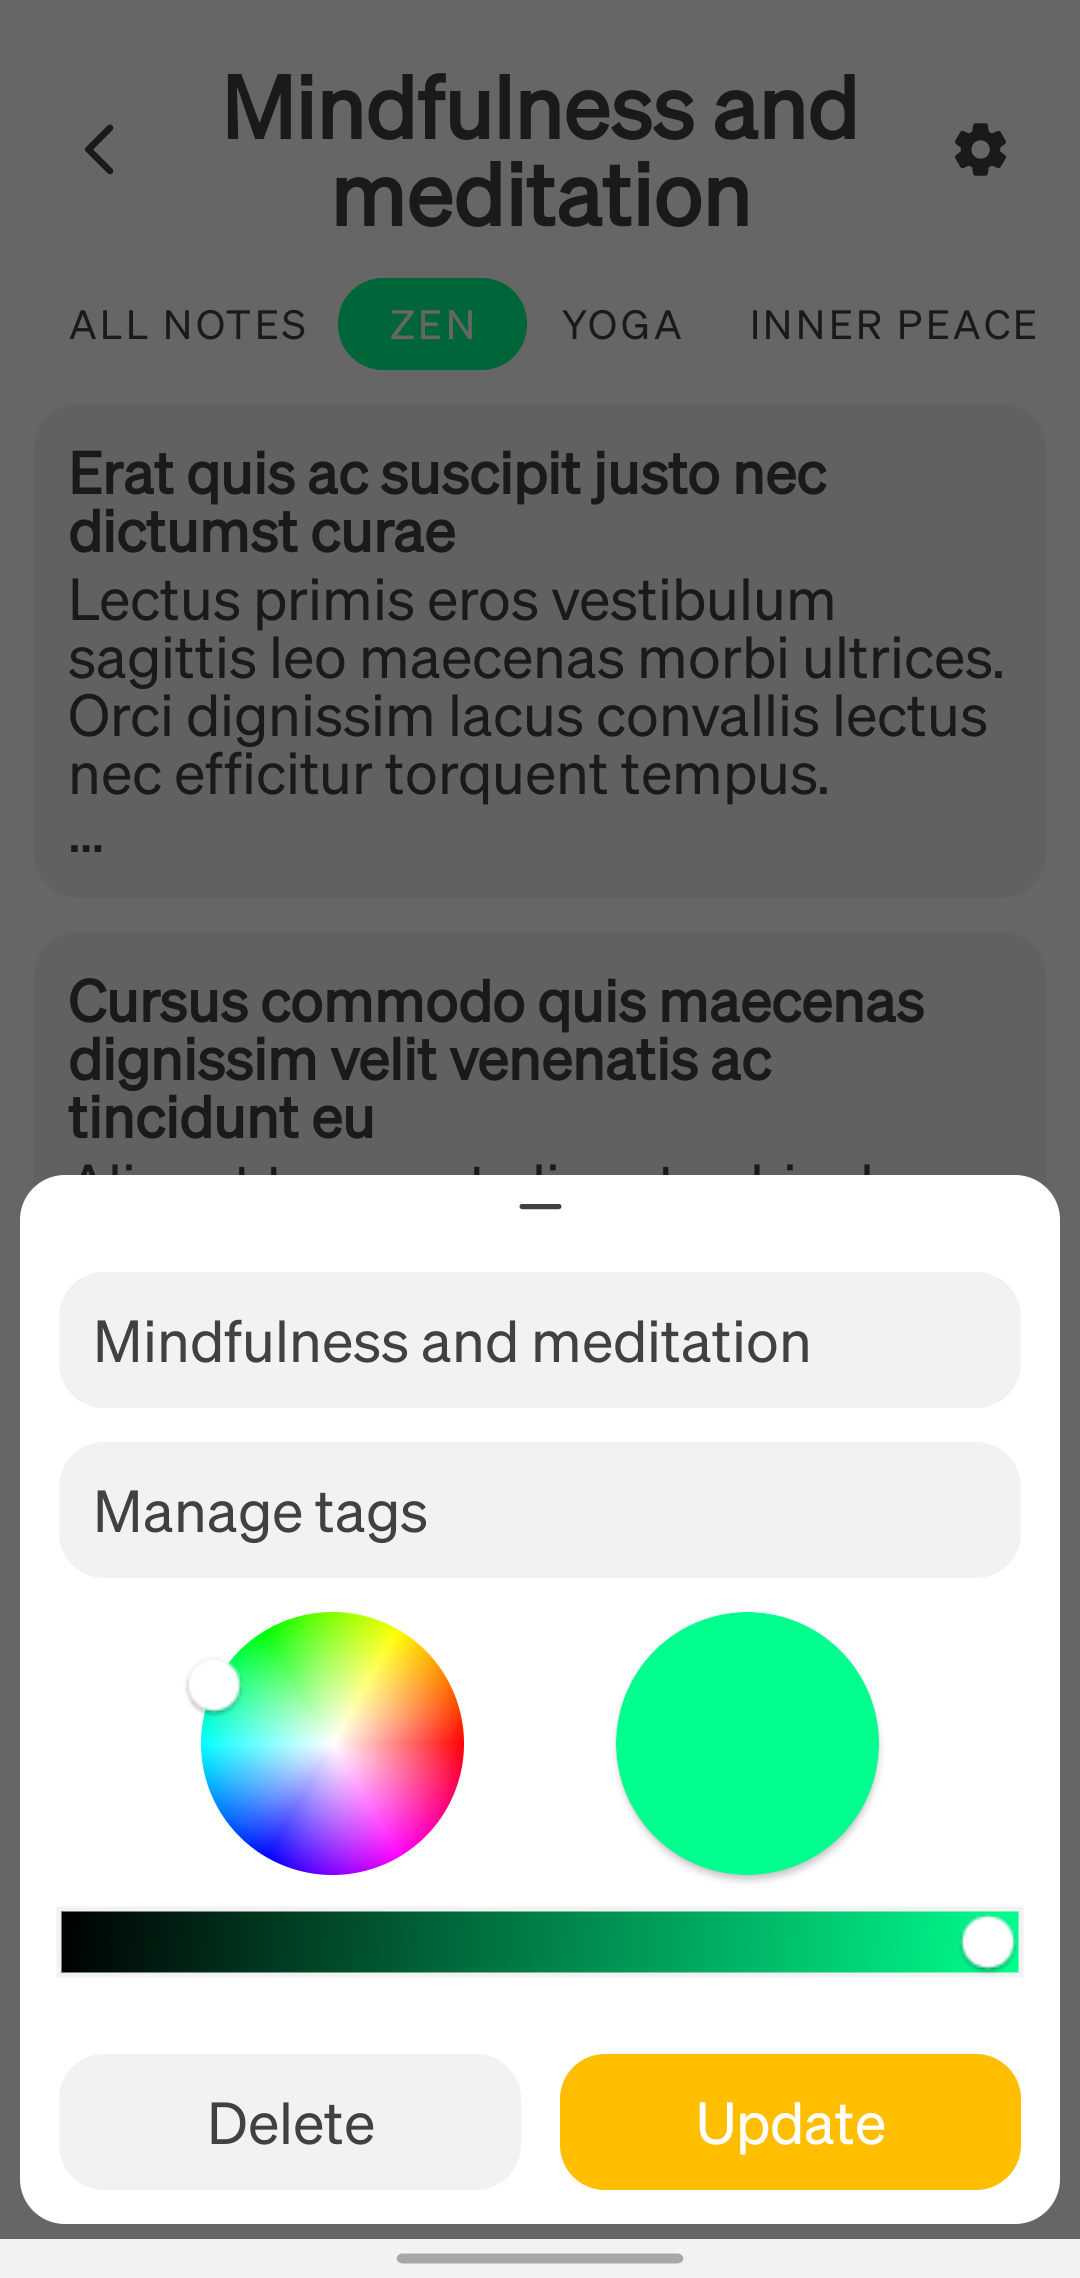 Mindfulness and
meditation
ALL NOTES ZEN YOGA INNER PEACE
Erat quis ac suscipit justo nec
dictumst curae
Lectus primis eros vestibulum
sagittis leo maecenas morbi ultrices.
Orci dignissim lacus convallis lectus
nec efficitur torquent tempus.
...
Cursus commodo quis maecenas
dignissim velit venenatis ac
tincidunt eu
Mindfulness and meditation
Manage tags
Delete Update